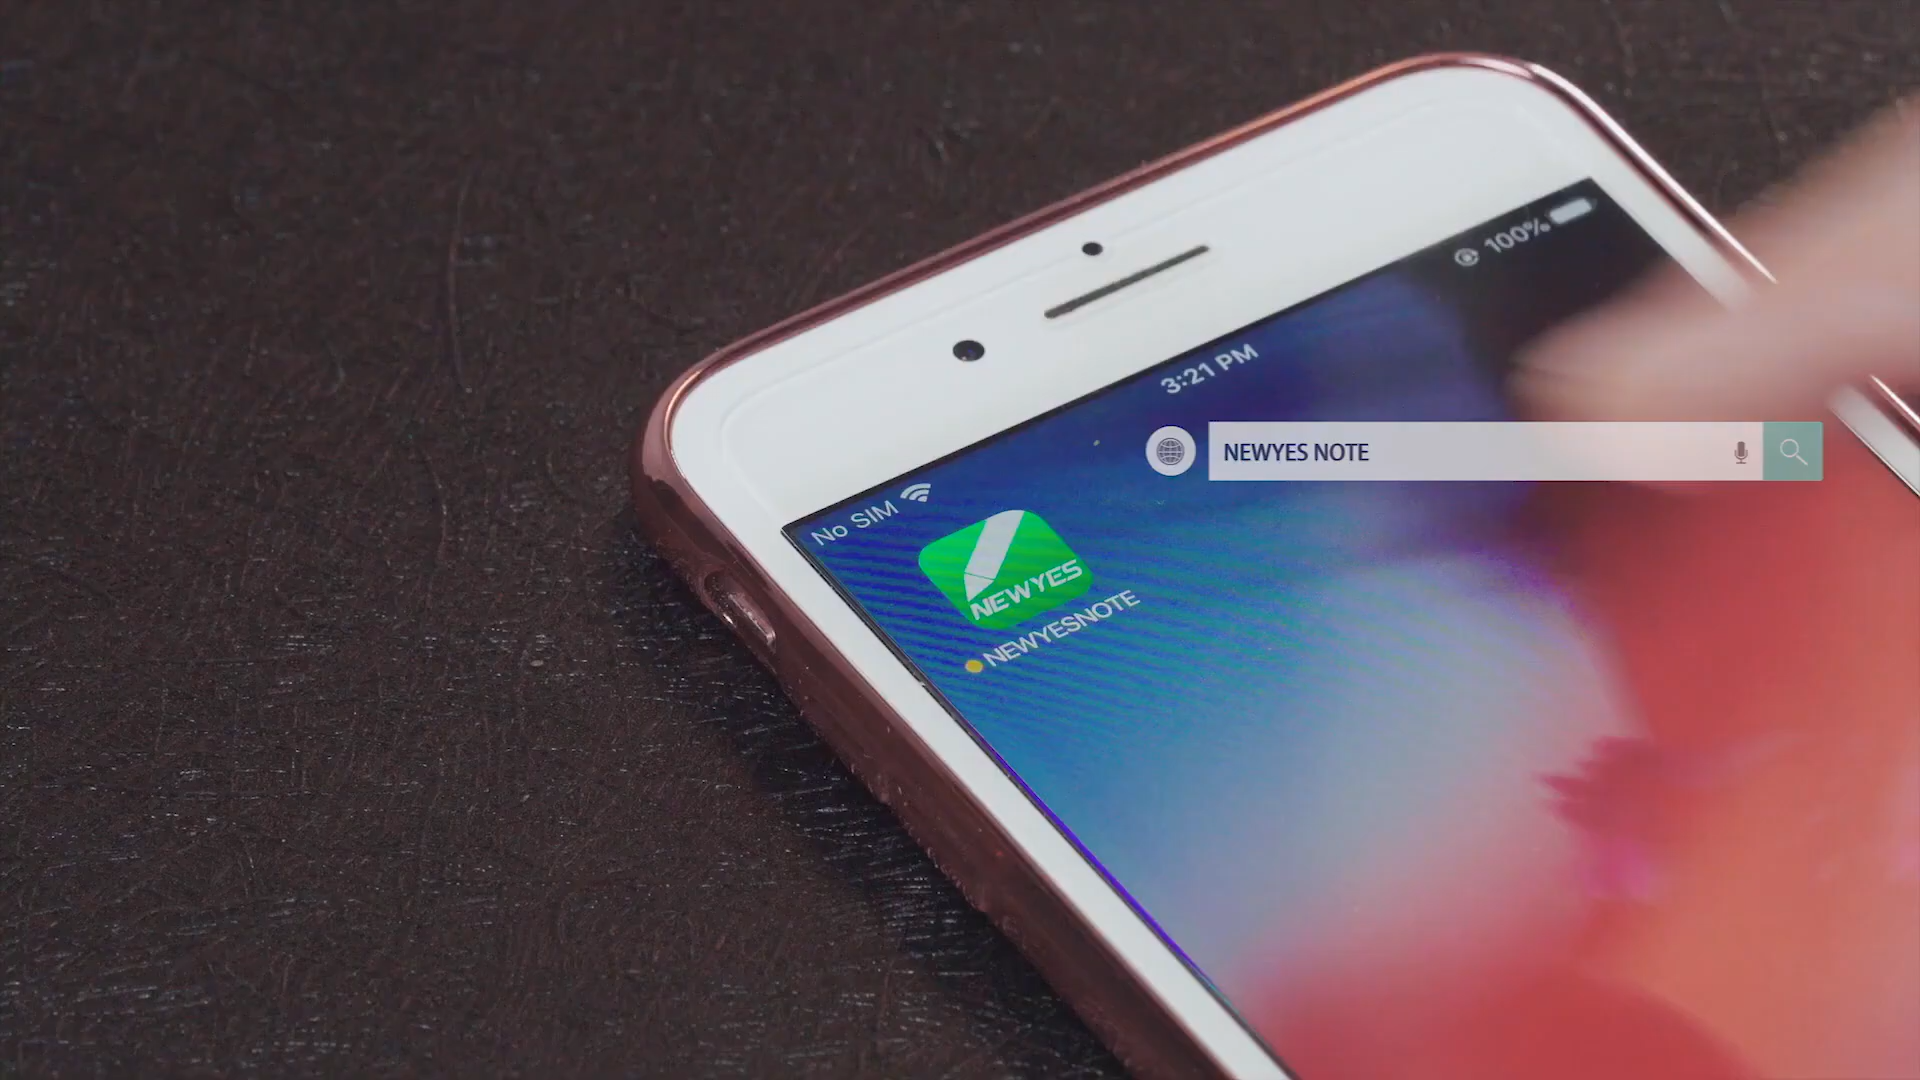 100%
3:21 PM
NEWYES NOTE
No SIM
NEWYES
NEWYESNOTE